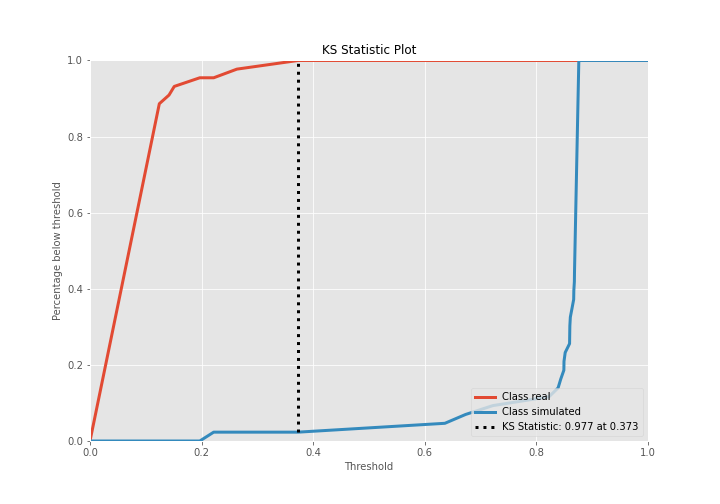 KS Statistic Plot
1.0
0.8
0.6
0.4
0.2
0.0
Percentage below threshold
Class real
Class simulated
KS Statistic: 0.977 at 0.373
0.0 0.2 0.4 0.6 0.8 1.0
Threshold